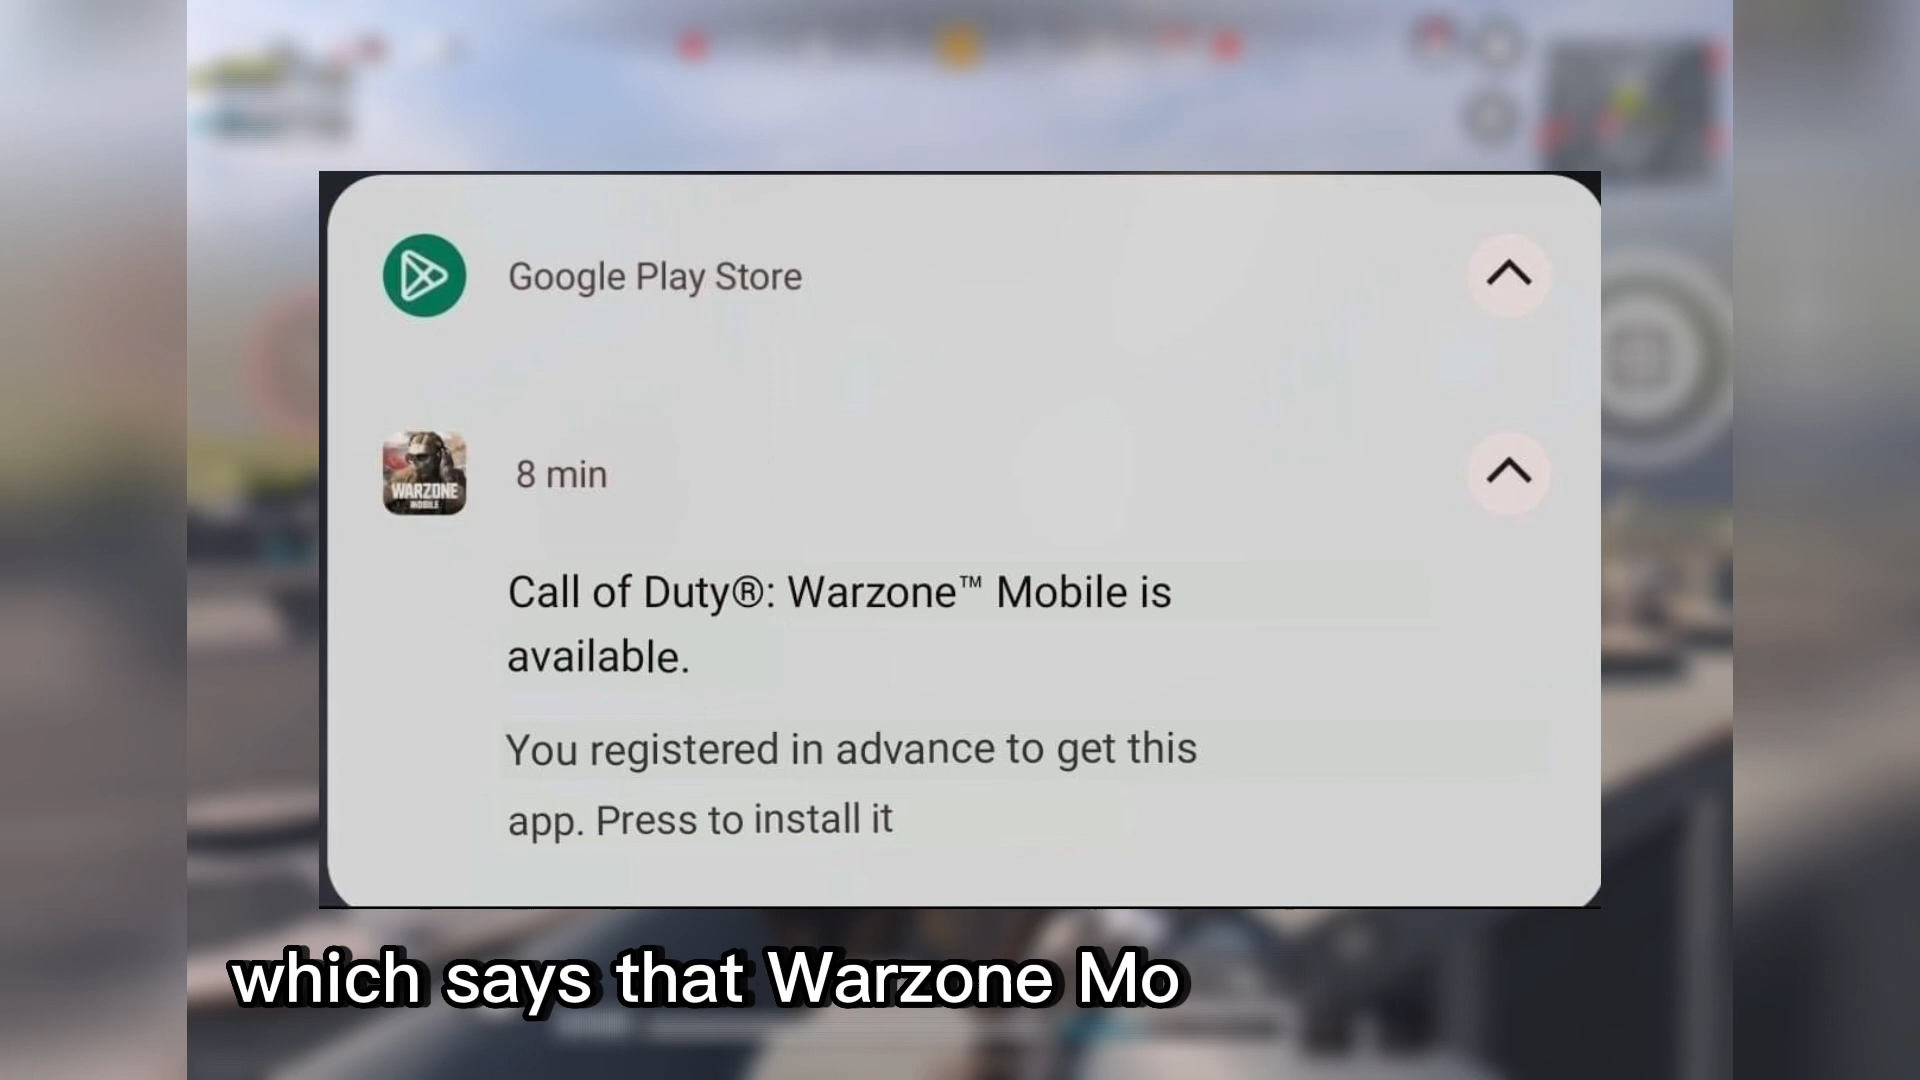 Google Play Store
WARZONE
MOBILE
8 min
Call of Duty®: Warzone™ Mobile is
available.
You registered in advance to get this
app. Press to install it
which says that Warzone Mo